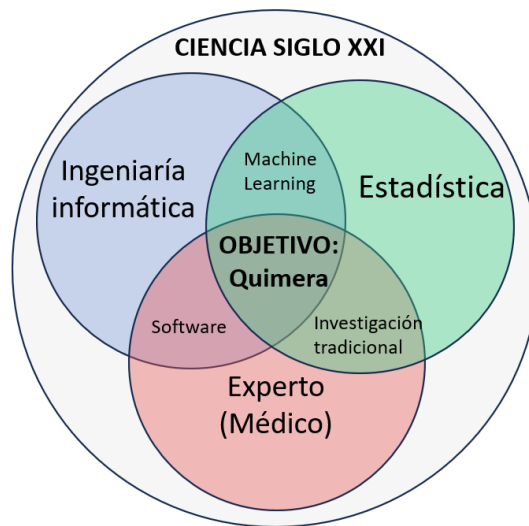 CIENCIA SIGLO XXI
Ingeniaría
informática
Machine
Learning
Estadística
OBJETIVO:
Quimera
Software
Investigación
tradicional
Experto
(Médico)